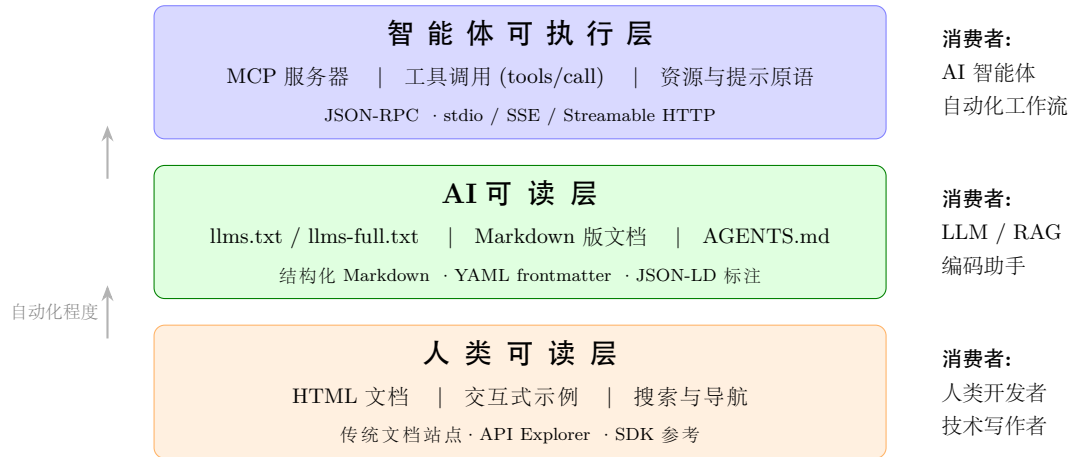 智能体可执行层
MCP 服务器 | 工具调用 (tools/call) | 资源与提示原语
JSON-RPC · stdio / SSE / Streamable HTTP
消费者:
AI 智能体
自动化工作流
AI 可读层
llms.txt / llms-full.txt | Markdown 版文档 | AGENTS.md
结构化 Markdown · YAML frontmatter · JSON-LD 标注
消费者:
LLM / RAG
编码助手
自动化程度
人类可读层
HTML 文档 | 交互式示例 | 搜索与导航
传统文档站点 · API Explorer · SDK 参考
消费者:
人类开发者
技术写作者